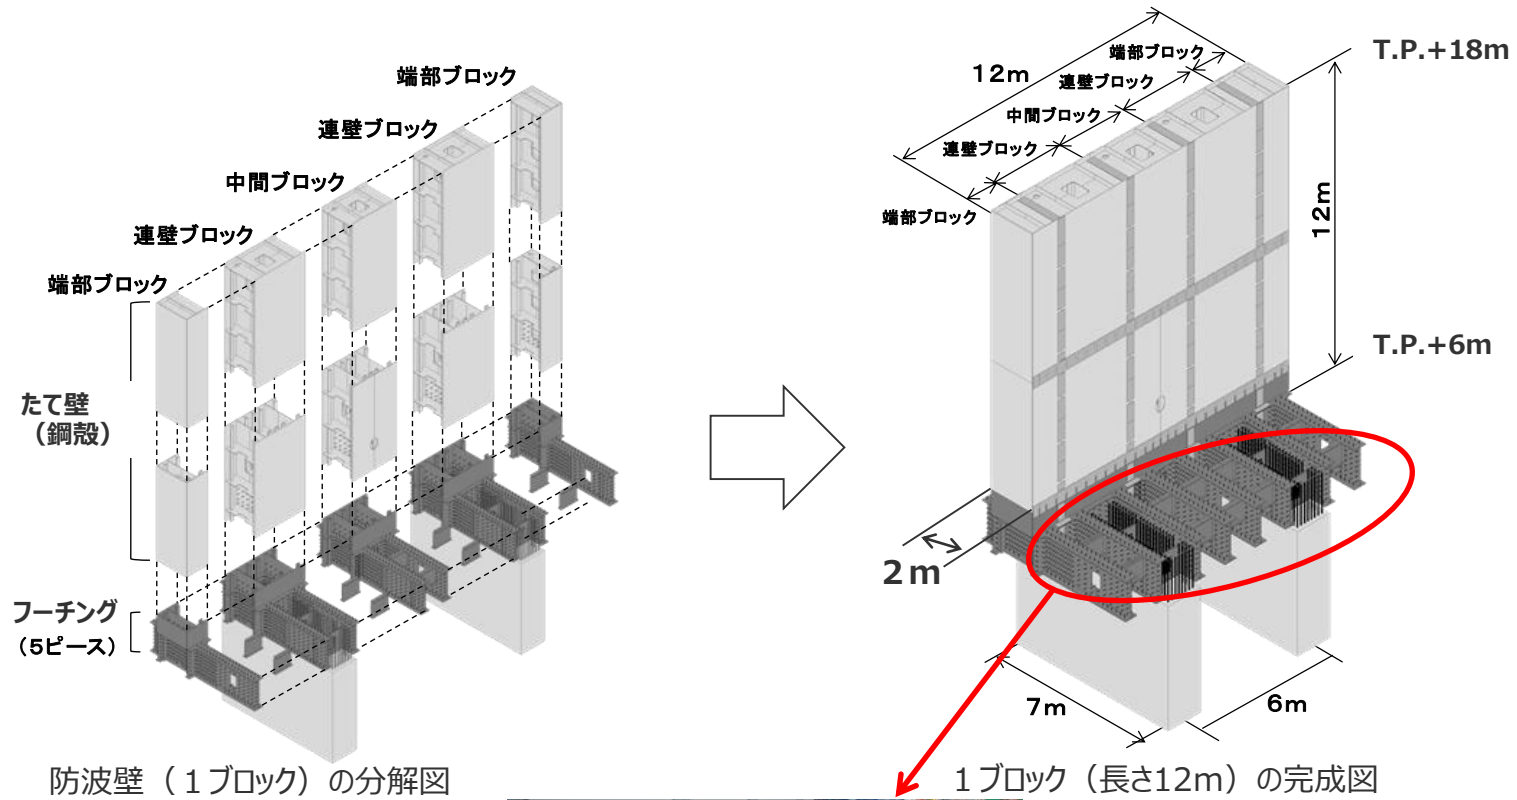 端部ブロック
連壁ブロック
中間ブロック
連壁ブロック
端部ブロック
たて壁
（鋼殻）
フーチング
（5ピース）
防波壁（１ブロック）の分解図
T.P.+18m
12m
端部ブロック
連壁ブロック
中間ブロック
連壁ブロック
端部ブロック
12m
T.P.+6m
2m
7m
6m
１ブロック（長さ12m）の完成図